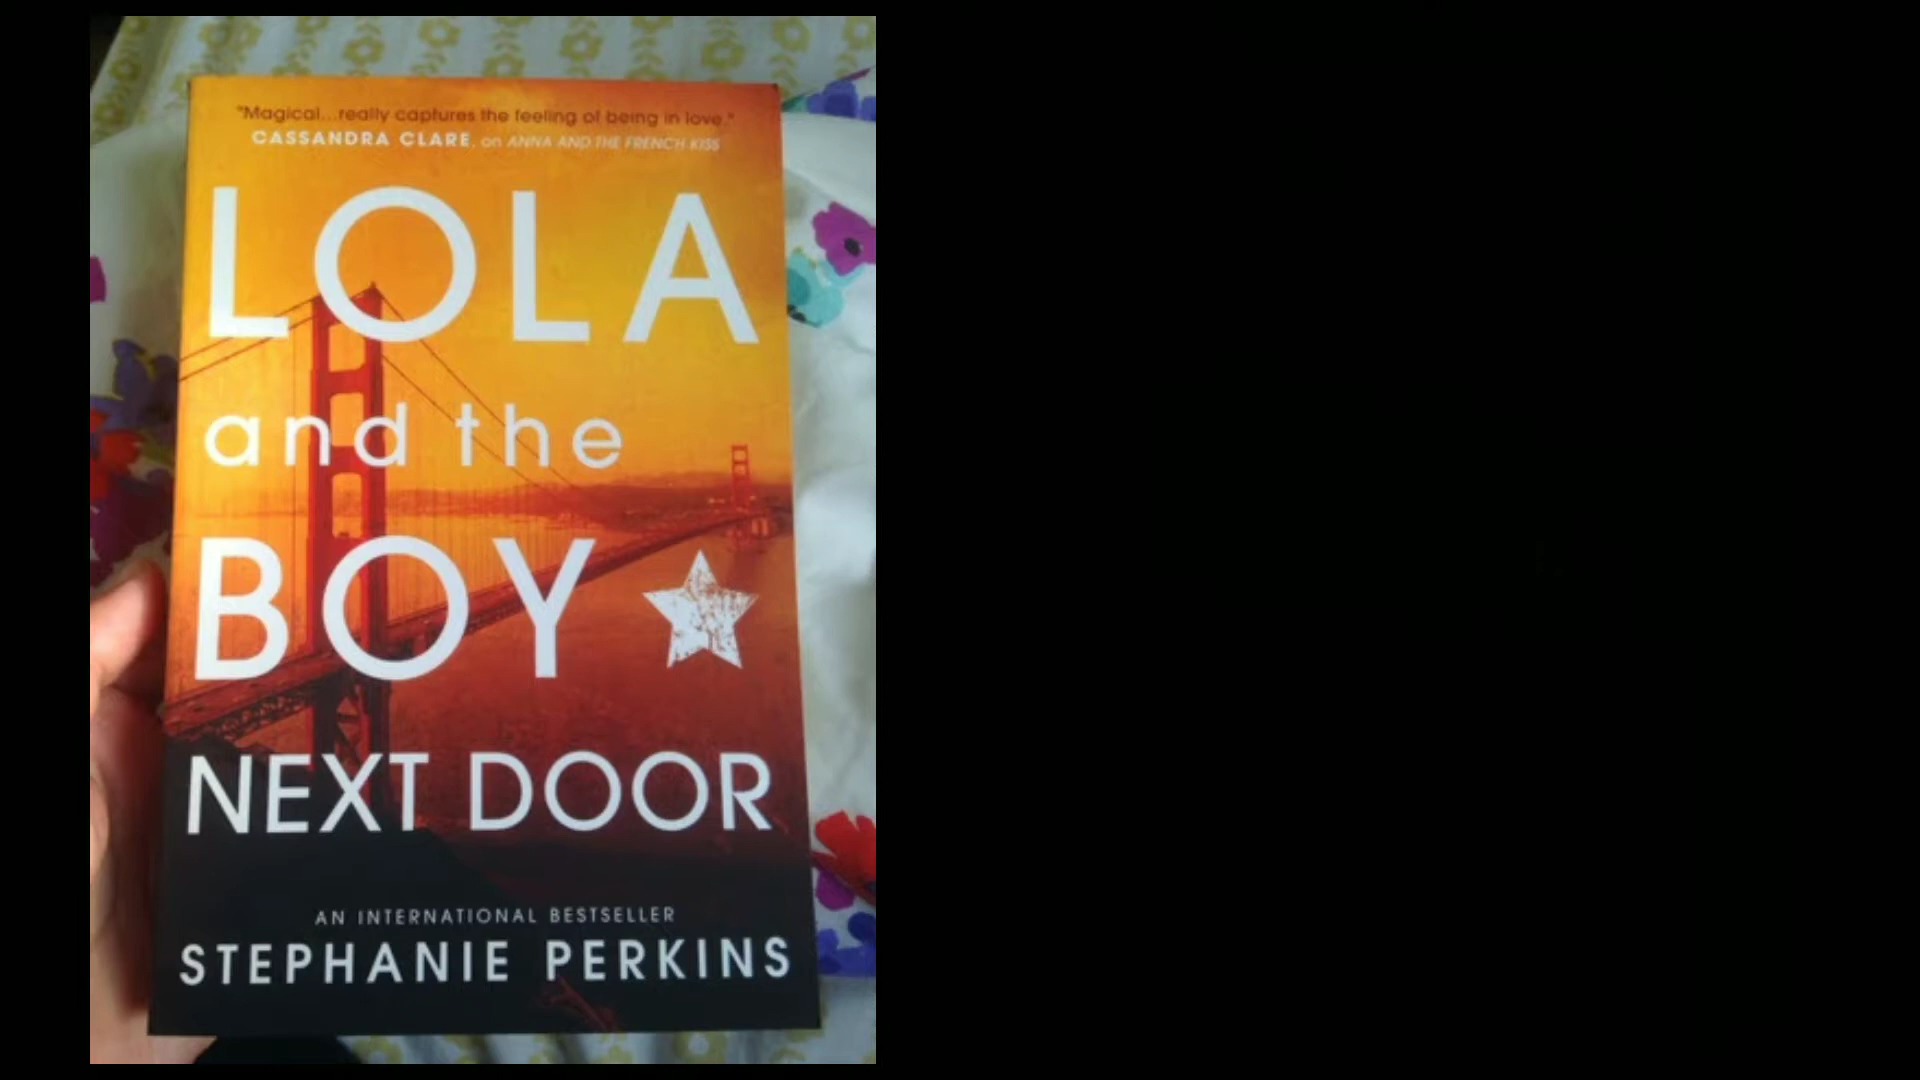 "Magical...really captures the feeling of being in love."
CASSANDRA CLARE, on ANNA AND THE FRENCH KISS
LOLA
and the
BOY
NEXT DOOR
AN INTERNATIONAL BESTSELLER
STEPHANIE PERKINS